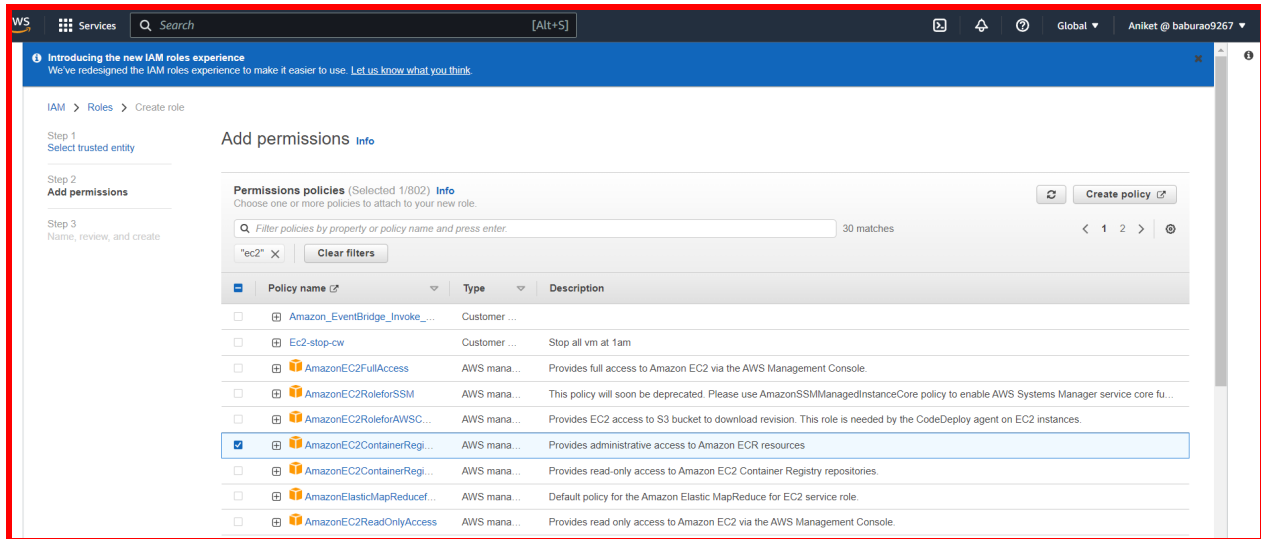 WS Services Search [Alt+S] Global Aniket @ baburao9267
Introducing the new IAM roles experience
We've redesigned the IAM roles experience to make it easier to use. Let us know what you think.
IAM > Roles > Create role
Step 1
Select trusted entity
Step 2
Add permissions
Step 3
Name, review, and create
Add permissions Info
Permissions policies (Selected 1/802) Info
Create policy
Choose one or more policies to attach to your new role.
Filter policies by property or policy name and press enter.
30 matches
< 1 2 >
"ec2" X Clear filters
Policy name Type Description
Amazon_EventBridge_Invoke_... Customer ...
Ec2-stop-cw Customer ... Stop all vm at 1am
AmazonEC2FullAccess AWS mana... Provides full access to Amazon EC2 via the AWS Management Console.
AmazonEC2RoleforSSM AWS mana... This policy will soon be deprecated. Please use AmazonSSMManagedInstanceCore policy to enable AWS Systems Manager service core fu...
AmazonEC2RoleforAWSC... AWS mana... Provides EC2 access to S3 bucket to download revision. This role is needed by the CodeDeploy agent on EC2 instances.
AmazonEC2ContainerRegi... AWS mana... Provides administrative access to Amazon ECR resources
AmazonEC2ContainerRegi... AWS mana... Provides read-only access to Amazon EC2 Container Registry repositories.
AmazonElasticMapReducef... AWS mana... Default policy for the Amazon Elastic MapReduce for EC2 service role.
AmazonEC2ReadOnlyAccess AWS mana... Provides read only access to Amazon EC2 via the AWS Management Console.